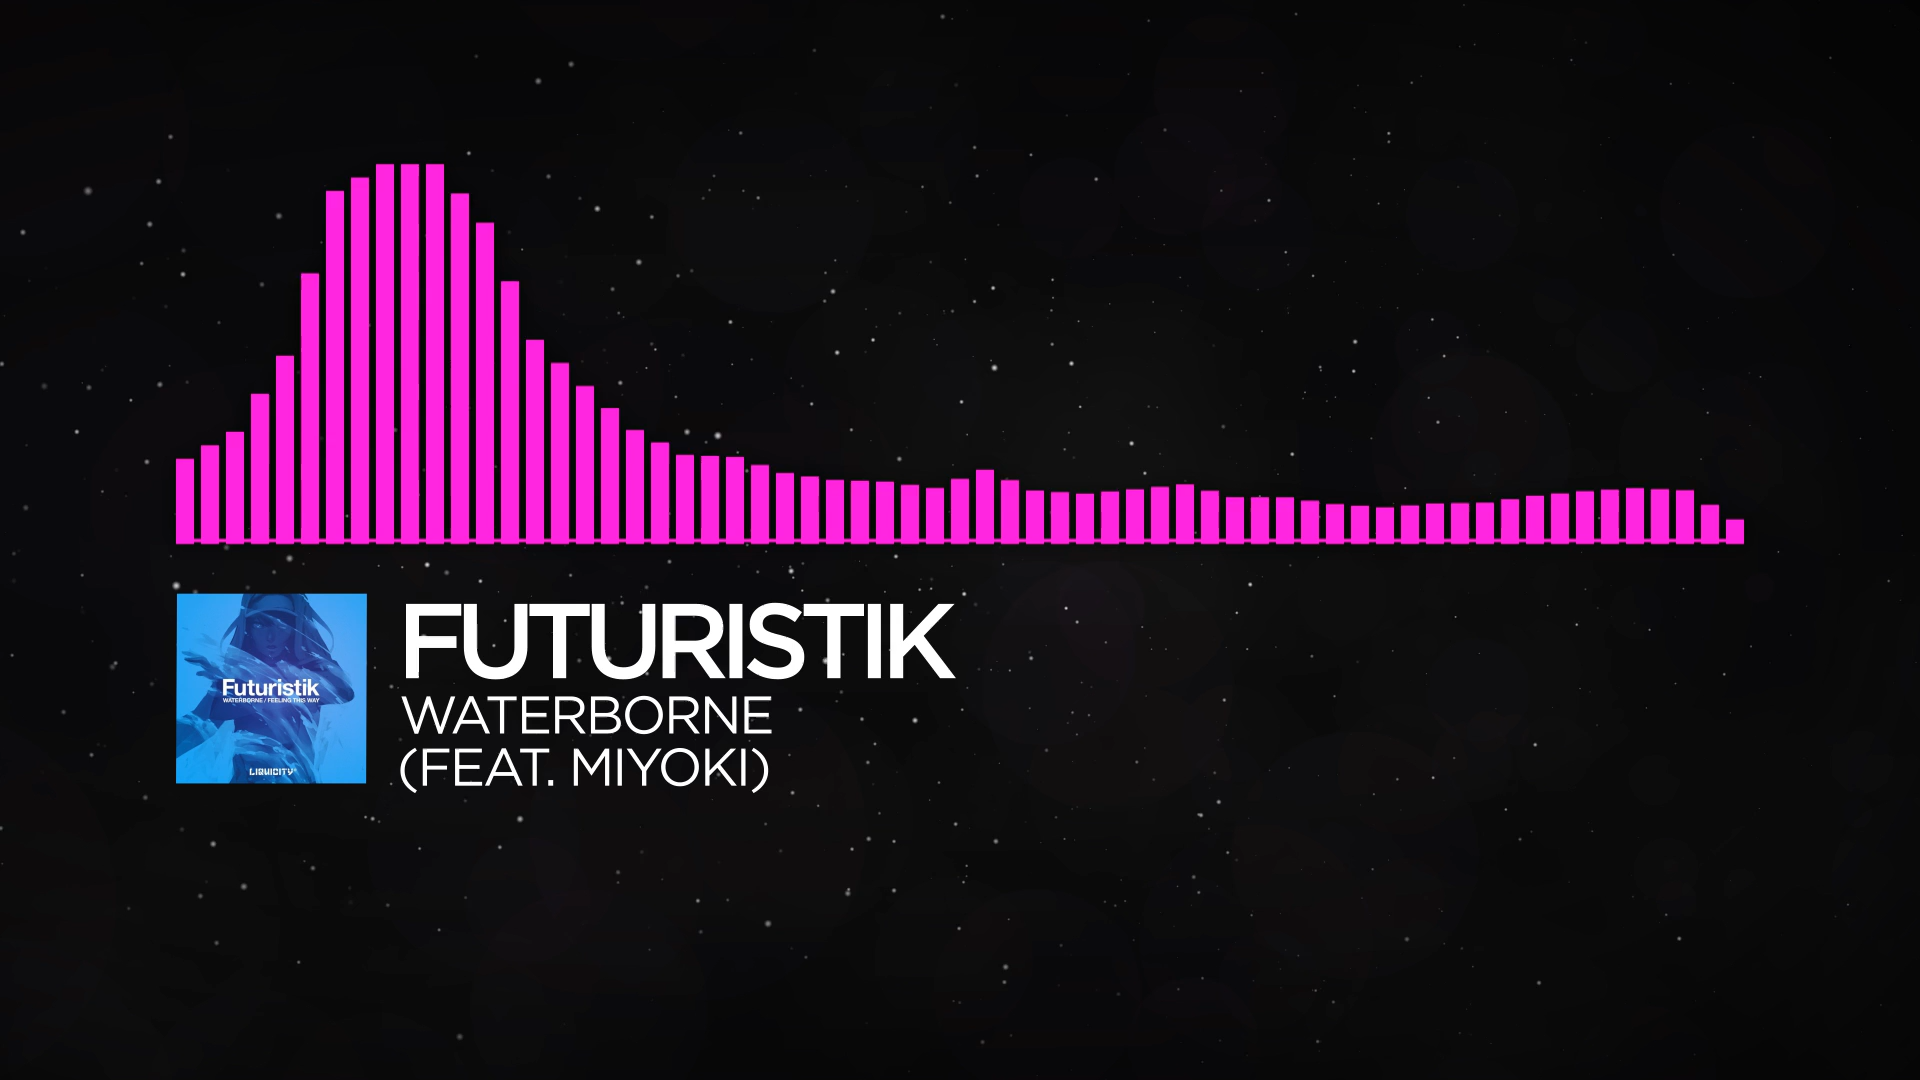 FUTURISTIK
WATERBORNE
(FEAT. MIYOKI)
Futuristik
WATERBORNE / FEELING THIS WAY
LIQUICITY